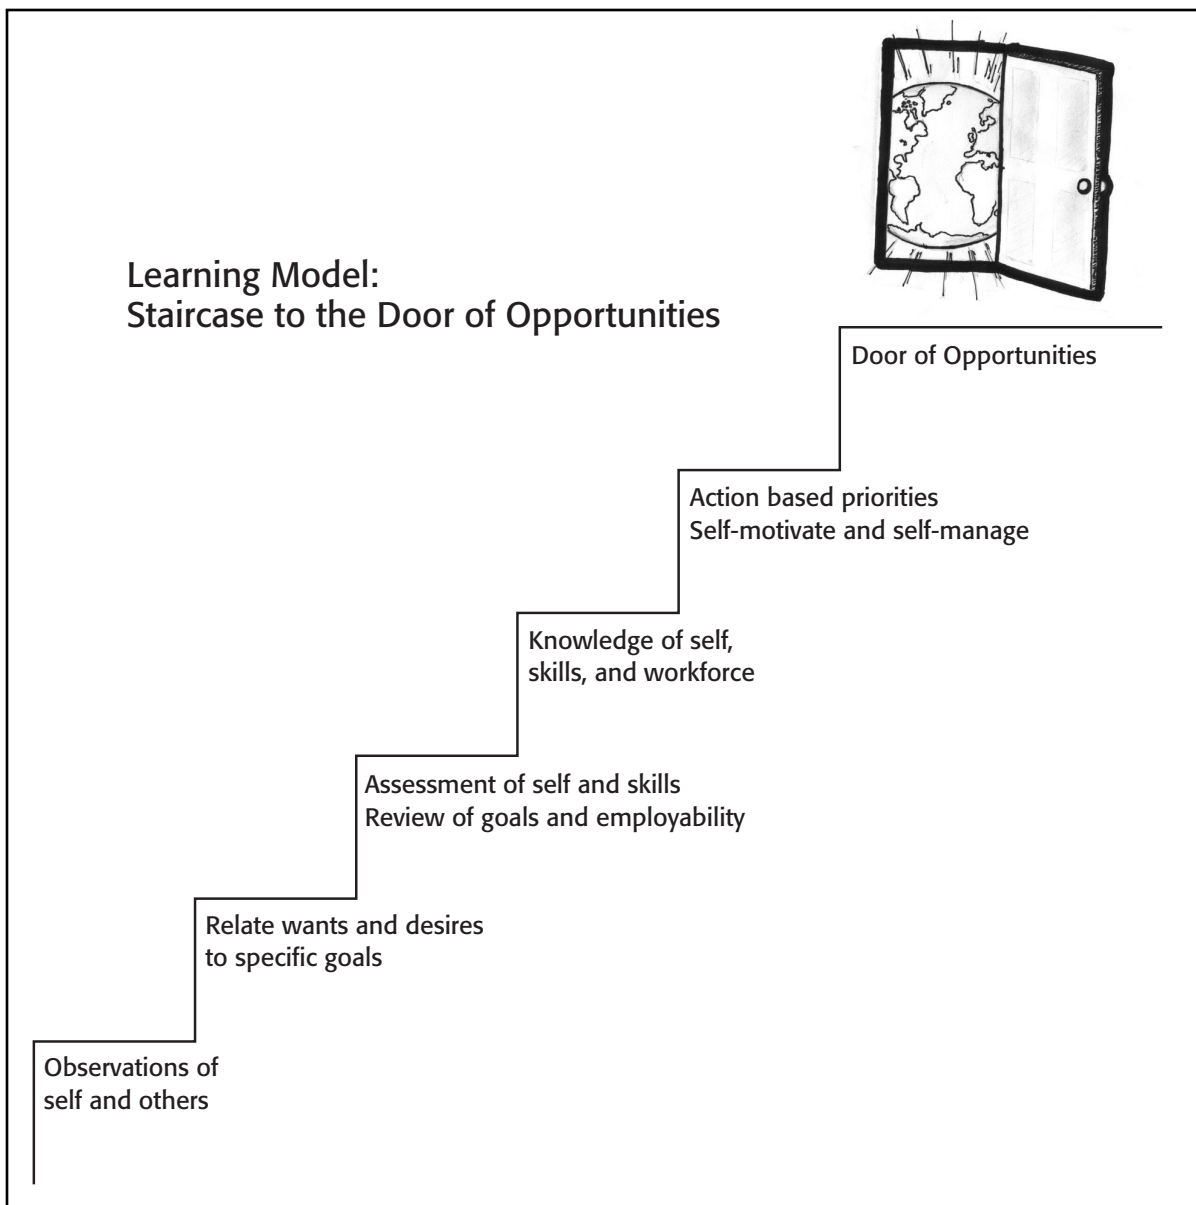 Learning Model:
Staircase to the Door of Opportunities
Door of Opportunities
Action based priorities
Self-motivate and self-manage
Knowledge of self,
skills, and workforce
Assessment of self and skills
Review of goals and employability
Relate wants and desires
to specific goals
Observations of
self and others